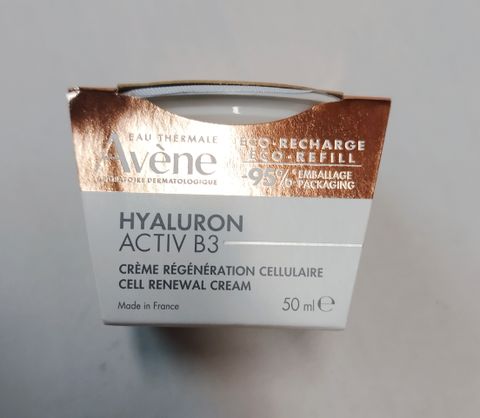 EAU THERMALE
Avène
LABORATOIRE DERMATOLOGIQUE
ECO-RECHARGE
ECO-REFILL
-95% EMBALLAGE
PACKAGING
HYALURON
ACTIV B3
CRÈME RÉGÉNÉRATION CELLULAIRE
CELL RENEWAL CREAM
Made in France
50 ml ℮